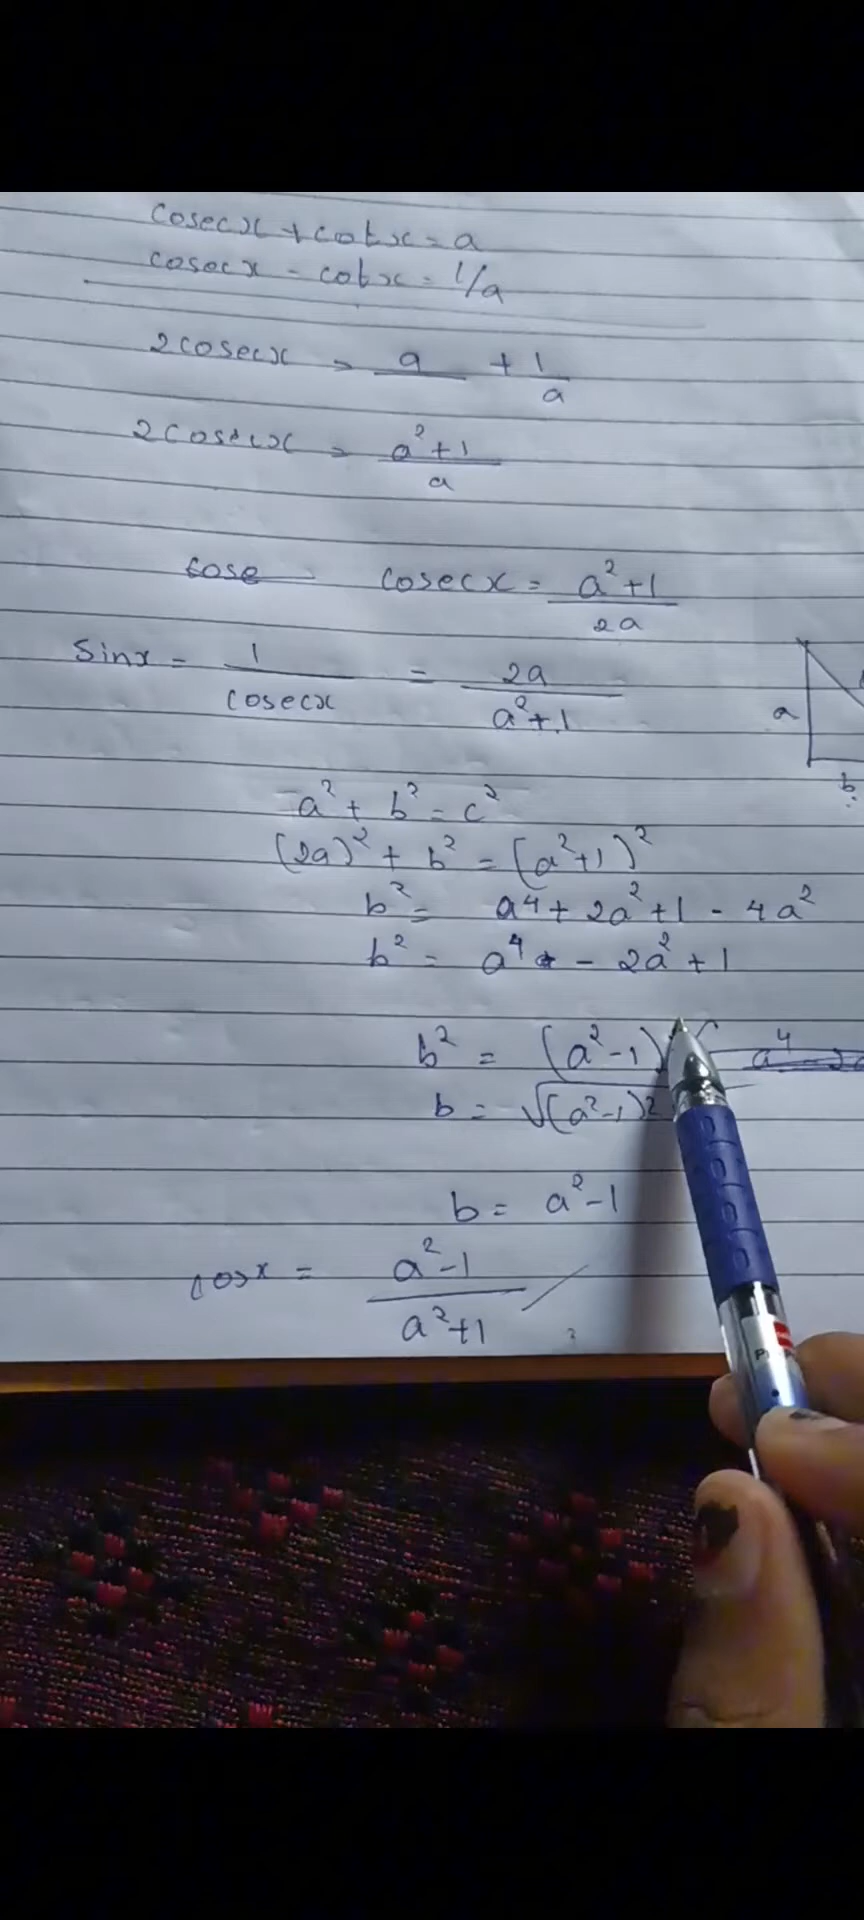 cosecx + cotx = a
cosecx - cotx = 1/a
2cosecx = a + 1/a
2cosecx = a²+1/a
cose cosecx = a²+1/2a
Sinx = 1/cosecx = 2a/a²+1
a
b
a² + b² = c²
(2a)² + b² = (a²+1)²
b² = a⁴ + 2a² + 1 - 4a²
b² = a⁴ - 2a² + 1
b² = (a²-1) a⁴
b = √(a²-1)2
b = a²-1
cosx = a²-1/a²+1